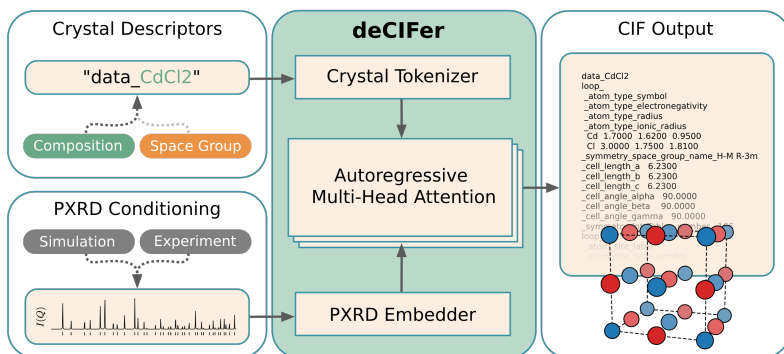 Crystal Descriptors
"data_CdCl2"
Composition
Space Group
PXRD Conditioning
Simulation
Experiment
I(Q)
deCIFer
Crystal Tokenizer
Autoregressive
Multi-Head Attention
PXRD Embedder
CIF Output
data_CdCl2
loop_
_atom_type_symbol
_atom_type_electronegativity
_atom_type_radius
_atom_type_ionic_radius
Cd 1.7000 1.6200 0.9500
Cl 3.0000 1.7500 1.8100
_symmetry_space_group_name_H-M R-3m
_cell_length_a 6.2300
_cell_length_b 6.2300
_cell_length_c 6.2300
_cell_angle_alpha 90.0000
_cell_angle_beta 90.0000
_cell_angle_gamma 90.0000